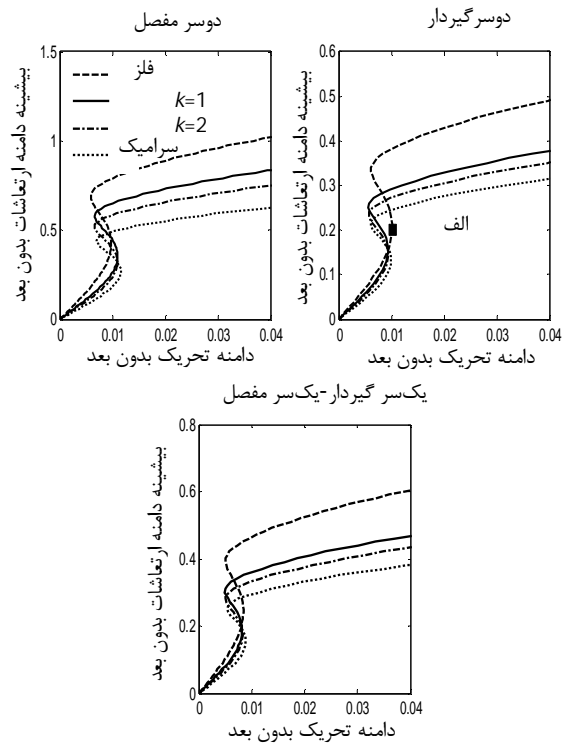 دوسر مفصل
بیشینه دامنه ارتعاشات بدون بعد
1.5
1
0.5
0
فلز
k=1
k=2
سرامیک
0 0.01 0.02 0.03 0.04
دامنه تحریک بدون بعد
دوسرگیردار
بیشینه دامنه ارتعاشات بدون بعد
0.6
0.5
0.4
0.3
0.2
0.1
0
الف
0 0.01 0.02 0.03 0.04
دامنه تحریک بدون بعد
یک‌سر گیردار-یک‌سر مفصل
بیشینه دامنه ارتعاشات بدون بعد
0.8
0.6
0.4
0.2
0
0 0.01 0.02 0.03 0.04
دامنه تحریک بدون بعد